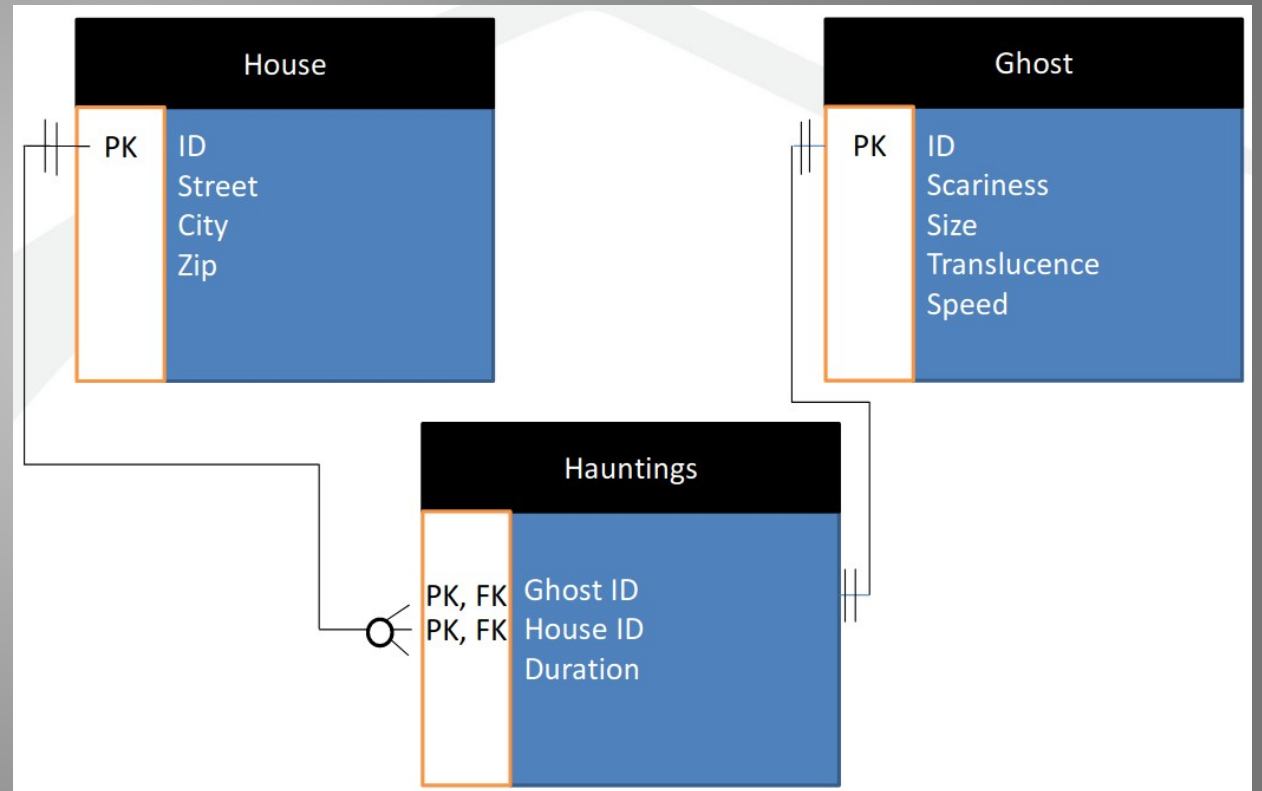 House
PK ID
Street
City
Zip
Ghost
PK ID
Scariness
Size
Translucence
Speed
Hauntings
PK, FK Ghost ID
PK, FK House ID
Duration